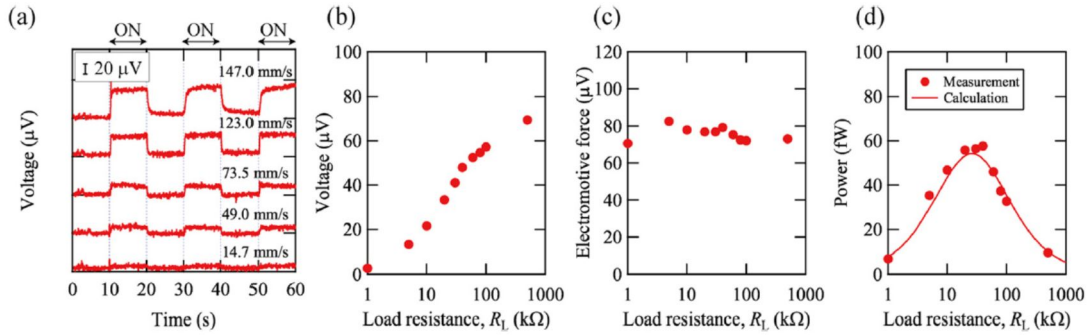 (a)
ON ON ON
I 20 μV
147.0 mm/s
123.0 mm/s
73.5 mm/s
49.0 mm/s
14.7 mm/s
Voltage (μV)
0 10 20 30 40 50 60
Time (s)
(b)
100
80
60
40
20
0
Voltage (μV)
1 10 100 1000
Load resistance, RL (kΩ)
(c)
120
100
80
60
40
20
0
Electromotive force (μV)
1 10 100 1000
Load resistance, RL (kΩ)
(d)
100
80
60
40
20
0
Power (fW)
Measurement
Calculation
1 10 100 1000
Load resistance, RL (kΩ)